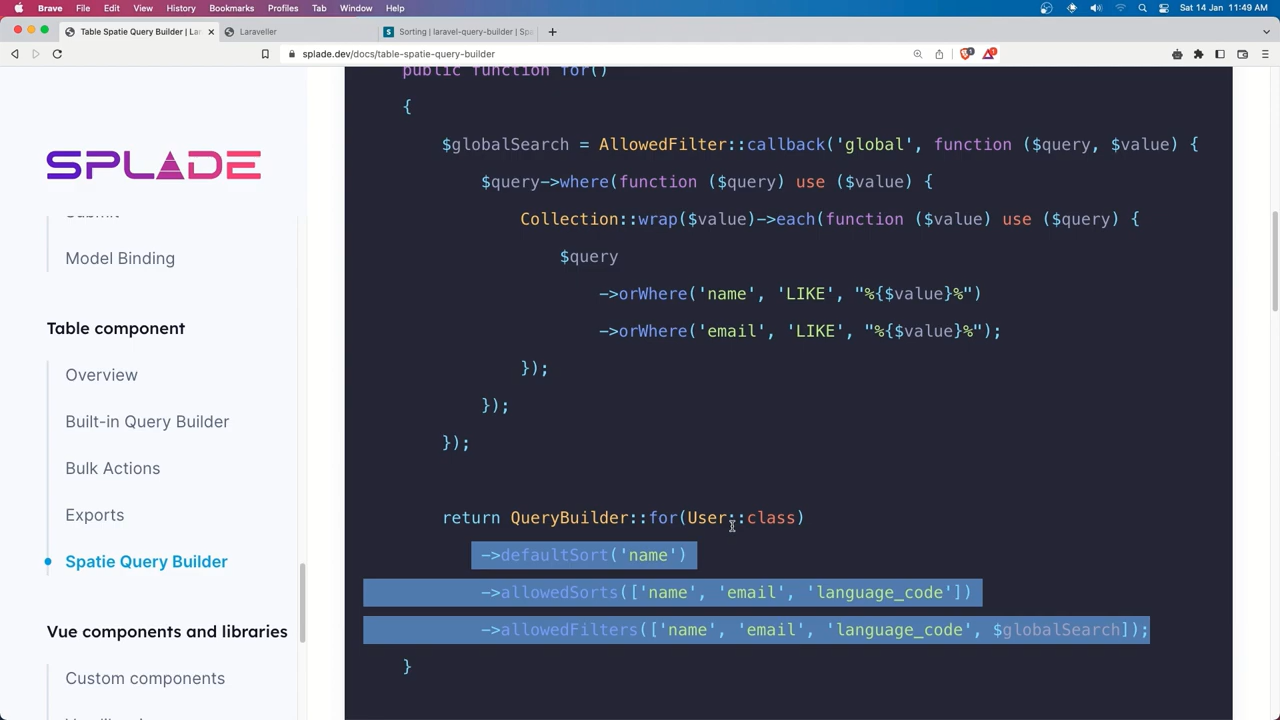 Brave File Edit View History Bookmarks Profiles Tab Window Help Sat 14 Jan 11:49 AM
Table Spatie Query Builder | La Laraveller Sorting | laravel-query-builder | Sp
splade.dev/docs/table-spatie-query-builder
SPLADE
Submit
Model Binding
Table component
Overview
Built-in Query Builder
Bulk Actions
Exports
Spatie Query Builder
Vue components and libraries
Custom components
public function for()
{
$globalSearch = AllowedFilter::callback('global', function ($query, $value) {
$query->where(function ($query) use ($value) {
Collection::wrap($value)->each(function ($value) use ($query) {
$query
->orWhere('name', 'LIKE', "%{$value}%")
->orWhere('email', 'LIKE', "%{$value}%");
});
});
});
return QueryBuilder::for(User::class)
->defaultSort('name')
->allowedSorts(['name', 'email', 'language_code'])
->allowedFilters(['name', 'email', 'language_code', $globalSearch]);
}